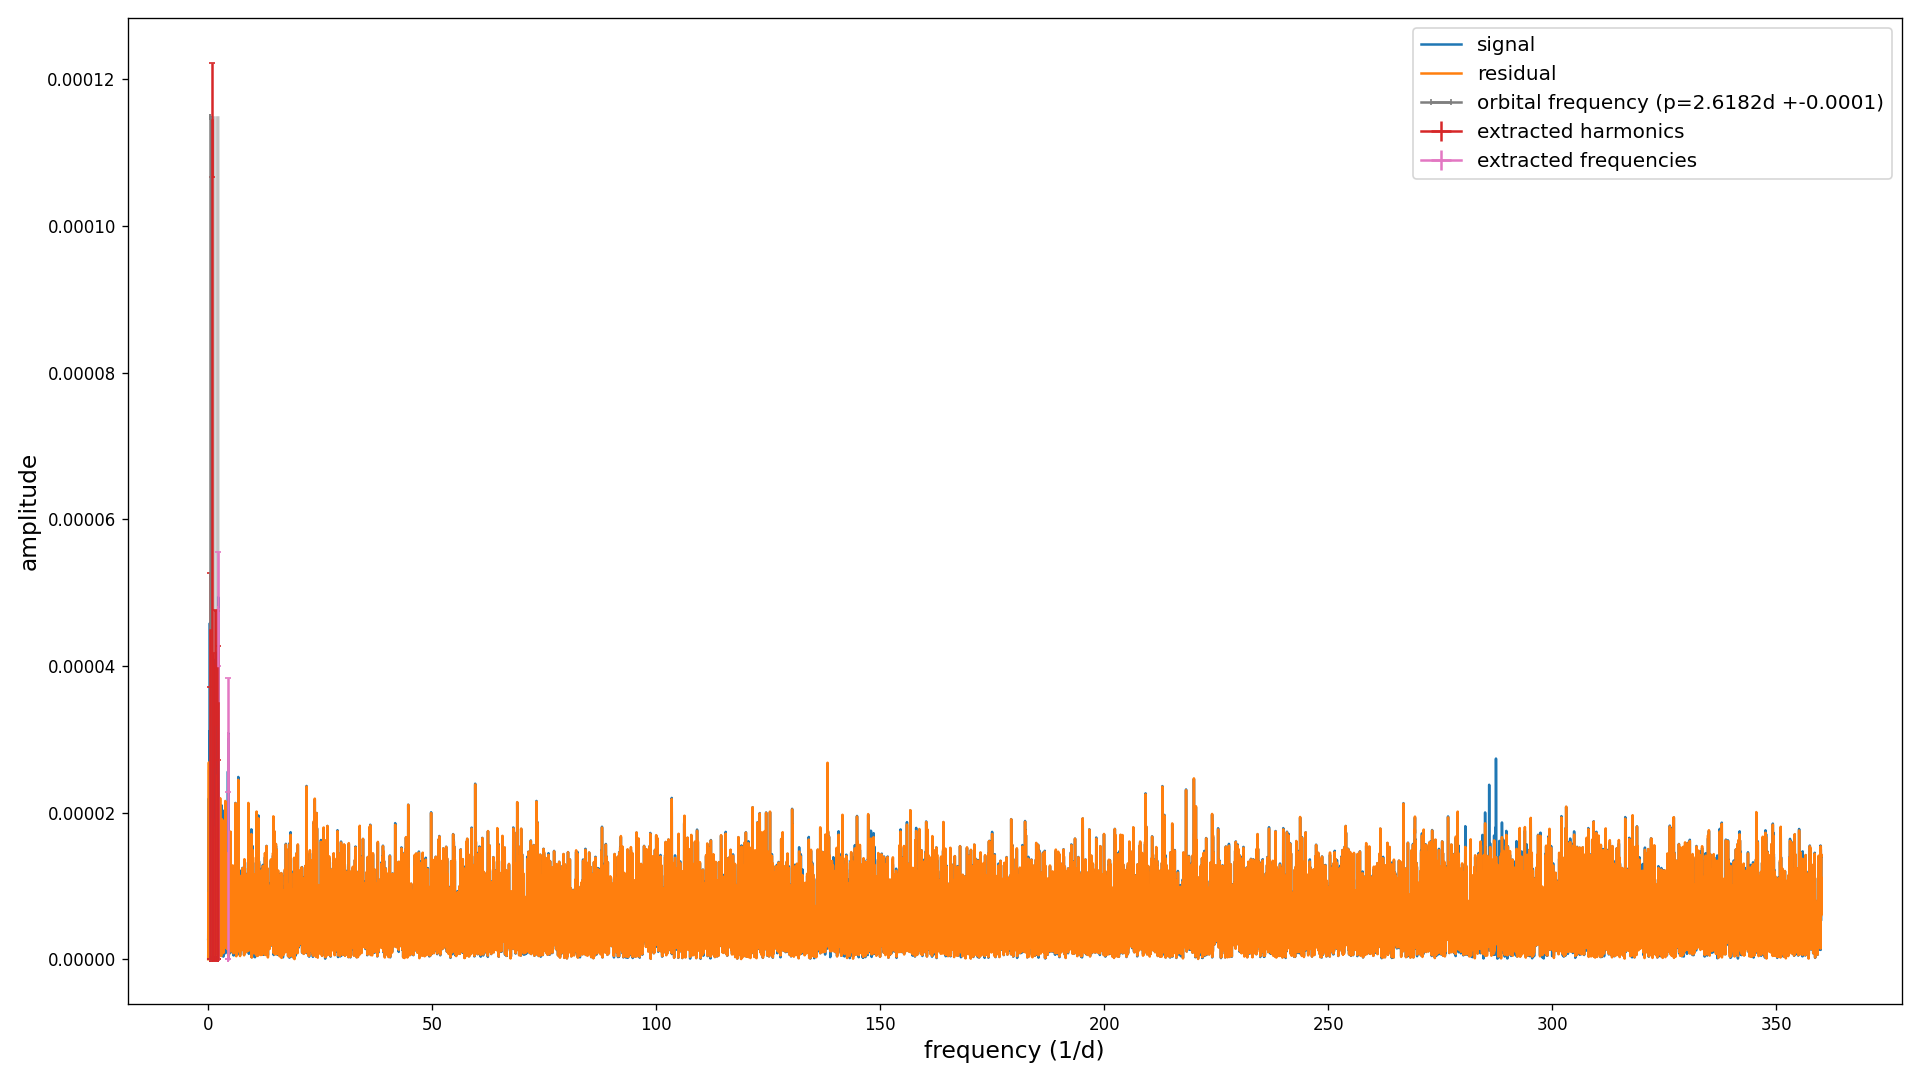 signal
residual
orbital frequency (p=2.6182d +-0.0001)
extracted harmonics
extracted frequencies
0.00012
0.00010
0.00008
0.00006
0.00004
0.00002
0.00000
amplitude
0 50 100 150 200 250 300 350
frequency (1/d)